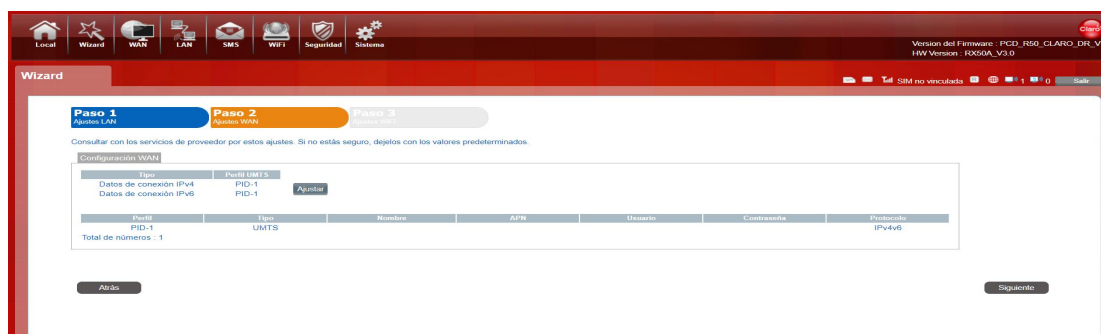 Claro
Local Wizard WAN LAN SMS WiFi Seguridad Sistema
Version del Firmware : PCD_R50_CLARO_DR_V
HW Version : RX50A_V3.0
Wizard
SIM no vinculada 1 0 Salir
Paso 1 Paso 2 Paso 3
Ajustes LAN Ajustes WAN Ajustes WiFi
Consultar con los servicios de proveedor por estos ajustes. Si no estás seguro, dejelos con los valores predeterminados.
Configuración WAN
Tipo Perfil UMTS
Datos de conexión IPv4 PID-1
Datos de conexión IPv6 PID-1
Ajustar
Perfil Tipo Nombre APN Usuario Contraseña Protocolo
PID-1 UMTS IPv4v6
Total de números : 1
Atrás Siguiente